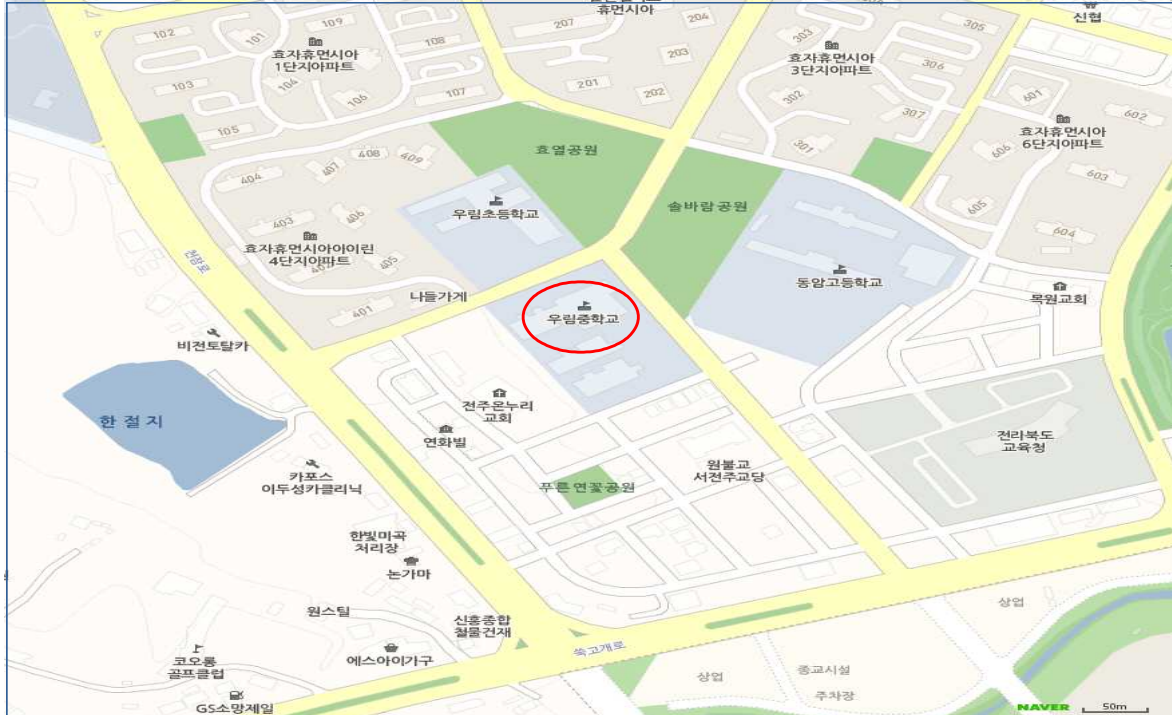 휴먼시아
신협
102
109
101
108
효자휴먼시아
1단지아파트
103
104
106
107
105
207
204
203
201
202
303
효자휴먼시아
3단지아파트
305
306
302
307
301
601
602
효자휴먼시아
6단지아파트
606
603
605
604
효열공원
408
409
407
404
우림초등학교
솔바람공원
403
406
효자휴먼시아아이린
4단지아파트
405
동암고등학교
목원교회
나들가게
401
우림중학교
비전토탈카
한절지
전주온누리
교회
연화빌
전라북도
교육청
카포스
이두성카클리닉
원불교
서전주교당
푸른연꽃공원
한빛미곡
처리장
논가마
원스틸
신흥종합
철물건재
쑥고개로
상업
코오롱
골프클럽
에스아이가구
종교시설
상업
주차장
GS소망제일
NAVER
50m